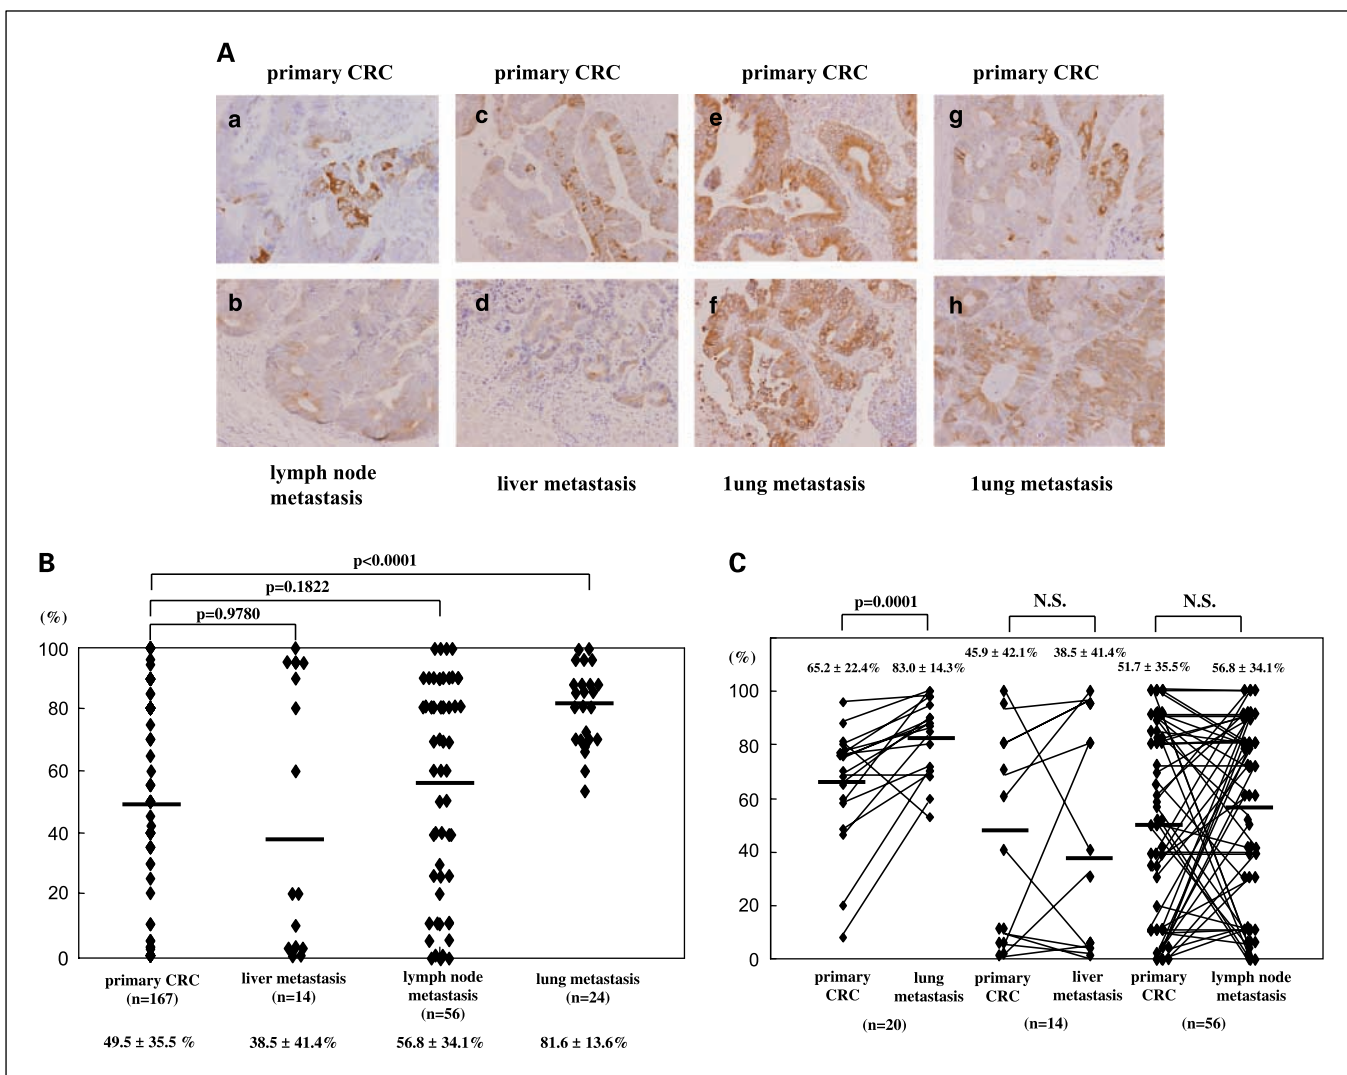 A
primary CRC primary CRC primary CRC primary CRC
a c e g
b d f h
lymph node
metastasis
liver metastasis
1ung metastasis
1ung metastasis
B
p<0.0001
p=0.1822
p=0.9780
(%)
100
80
60
40
20
0
primary CRC
(n=167)
liver metastasis
(n=14)
lymph node
metastasis
(n=56)
lung metastasis
(n=24)
49.5 ± 35.5 % 38.5 ± 41.4% 56.8 ± 34.1% 81.6 ± 13.6%
C
p=0.0001 N.S. N.S.
(%)
65.2 ± 22.4% 83.0 ± 14.3% 45.9 ± 42.1% 38.5 ± 41.4% 51.7 ± 35.5% 56.8 ± 34.1%
100
80
60
40
20
0
primary
CRC
lung
metastasis
primary
CRC
liver
metastasis
primary
CRC
lymph node
metastasis
(n=20) (n=14) (n=56)